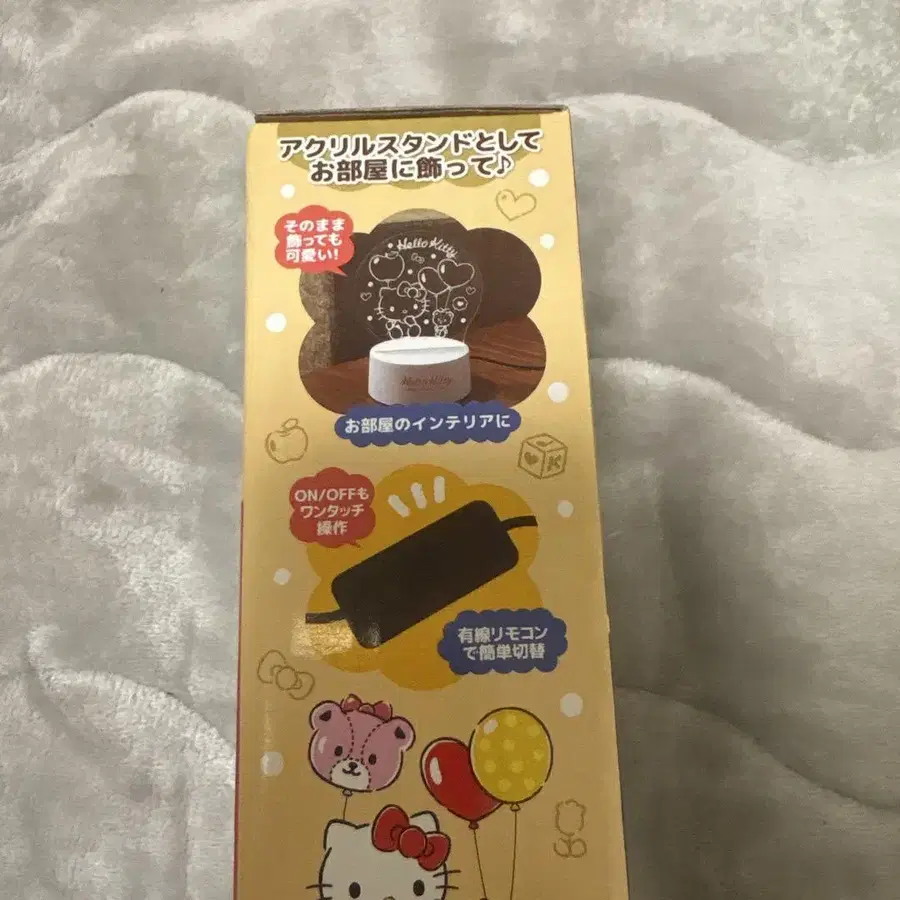 アクリルスタンドとして
お部屋に飾って♪
そのまま
飾っても
可愛い!
Hello Kitty
Hello Kitty
お部屋のインテリアに
K
ON/OFFも
ワンタッチ
操作
有線リモコン
で簡単切替